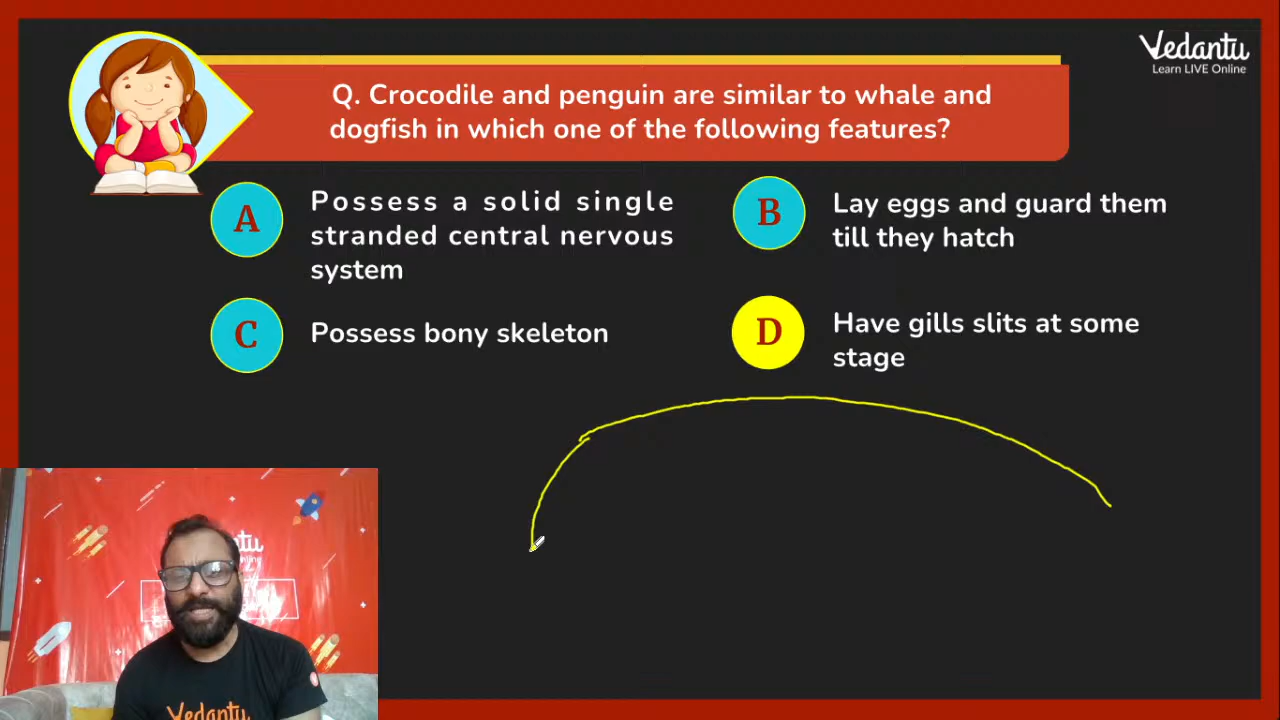 Vedantu
Learn LIVE Online
Q. Crocodile and penguin are similar to whale and
dogfish in which one of the following features?
A
Possess a solid single
stranded central nervous
system
B
Lay eggs and guard them
till they hatch
C
Possess bony skeleton
D
Have gills slits at some
stage
Vedantu